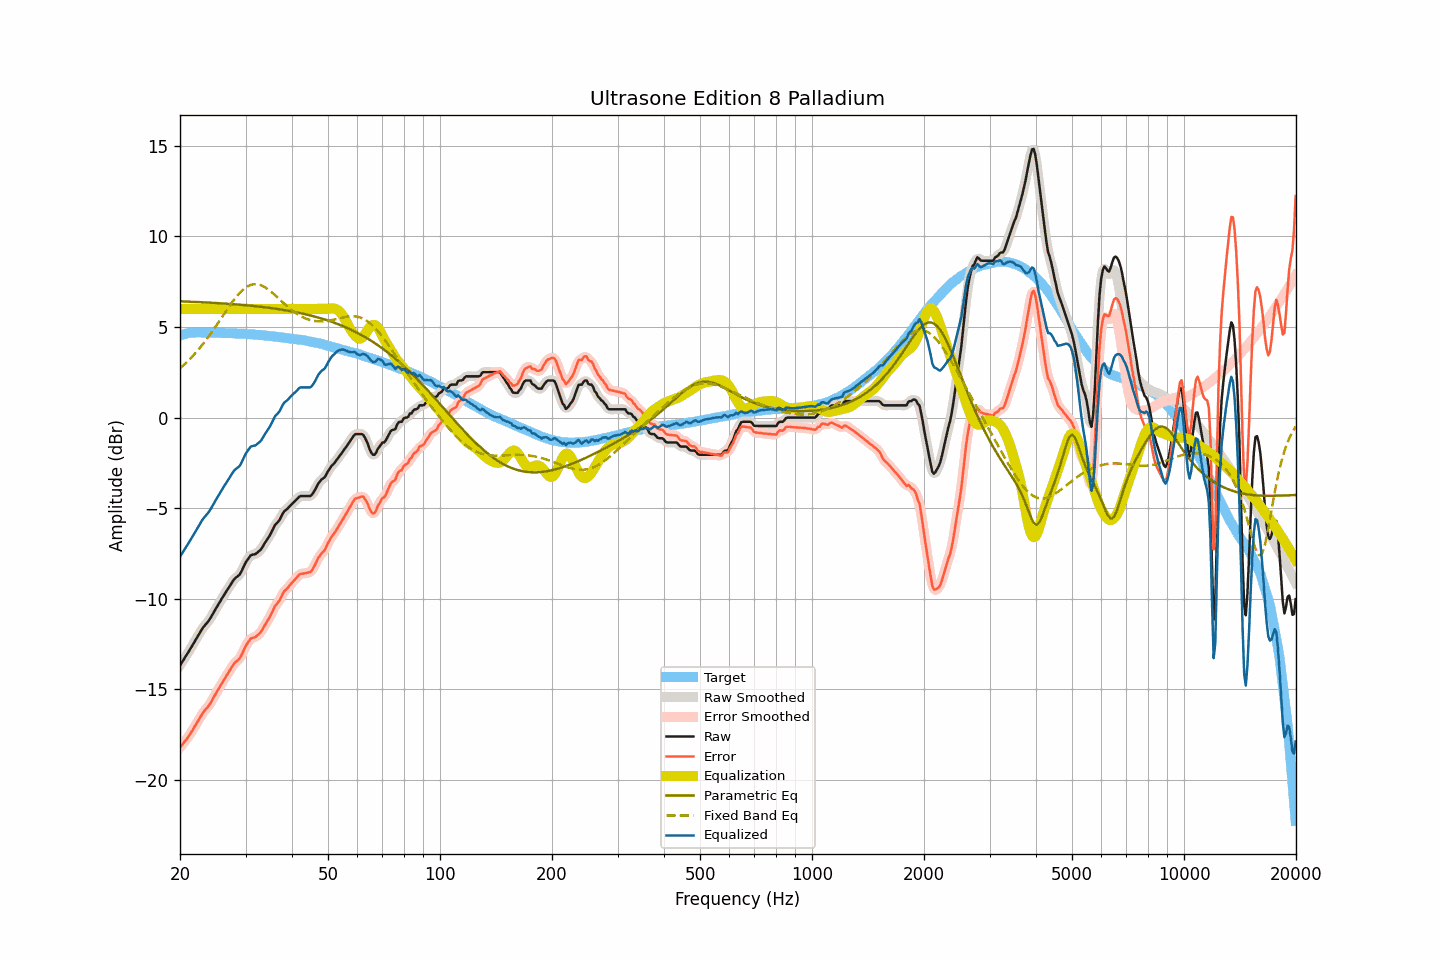 Ultrasone Edition 8 Palladium
15
10
5
0
−5
−10
−15
−20
Amplitude (dBr)
Target
Raw Smoothed
Error Smoothed
Raw
Error
Equalization
Parametric Eq
Fixed Band Eq
Equalized
20 50 100 200 500 1000 2000 5000 10000 20000
Frequency (Hz)